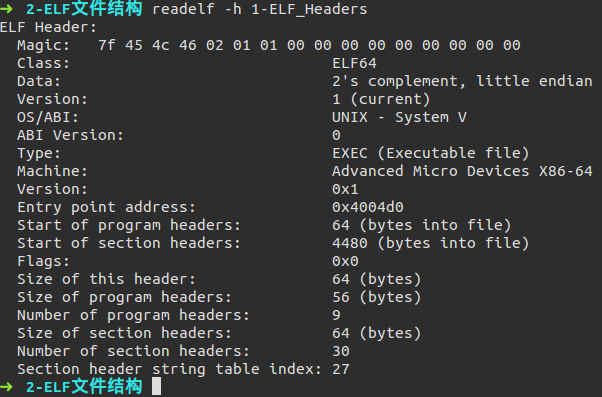 ➜  2-ELF文件结构 readelf -h 1-ELF_Headers
ELF Header:
  Magic:   7f 45 4c 46 02 01 01 00 00 00 00 00 00 00 00 00
  Class:                             ELF64
  Data:                              2's complement, little endian
  Version:                           1 (current)
  OS/ABI:                            UNIX - System V
  ABI Version:                       0
  Type:                              EXEC (Executable file)
  Machine:                           Advanced Micro Devices X86-64
  Version:                           0x1
  Entry point address:               0x4004d0
  Start of program headers:          64 (bytes into file)
  Start of section headers:          4480 (bytes into file)
  Flags:                             0x0
  Size of this header:               64 (bytes)
  Size of program headers:           56 (bytes)
  Number of program headers:         9
  Size of section headers:           64 (bytes)
  Number of section headers:         30
  Section header string table index: 27
➜  2-ELF文件结构